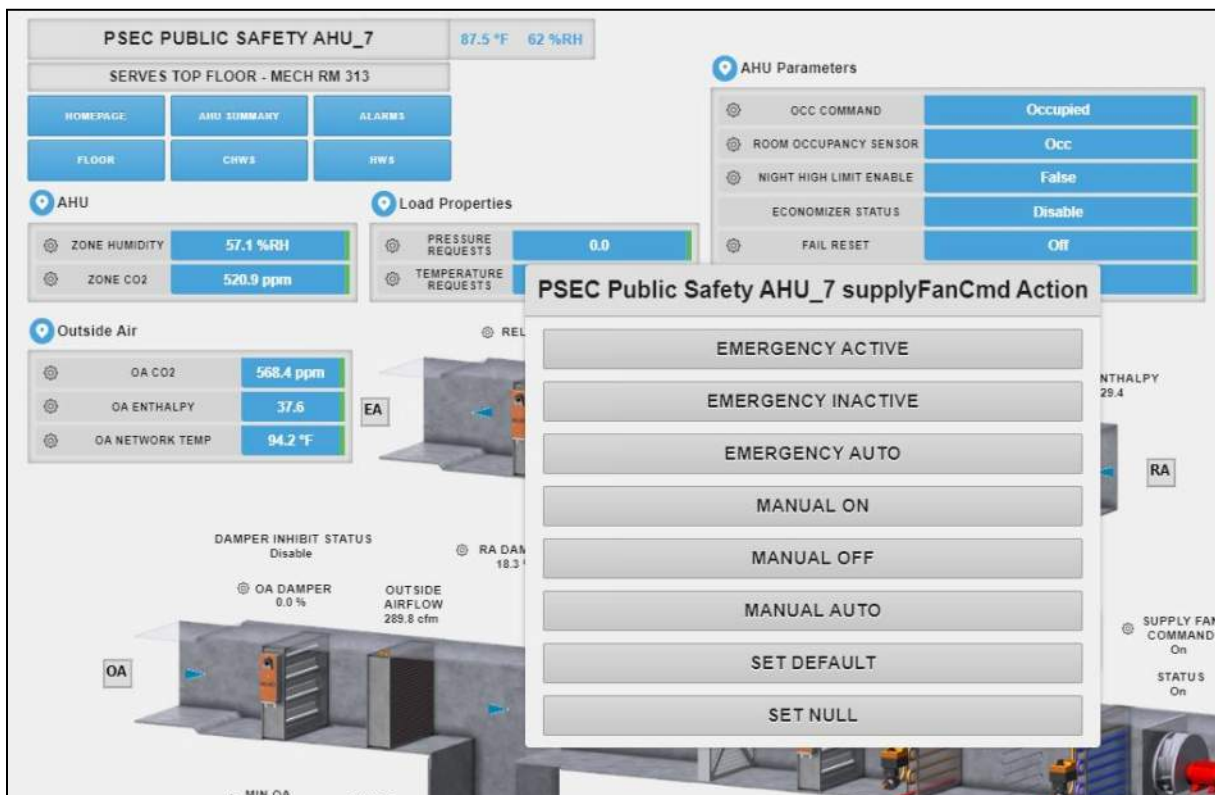 PSEC PUBLIC SAFETY AHU_7
87.5 °F 62 %RH
SERVES TOP FLOOR - MECH RM 313
HOMEPAGE
AHU SUMMARY
ALARMS
FLOOR
CHWS
HWS
AHU
ZONE HUMIDITY 57.1 %RH
ZONE CO2 520.9 ppm
Load Properties
PRESSURE
REQUESTS
0.0
TEMPERATURE
REQUESTS
AHU Parameters
OCC COMMAND Occupied
ROOM OCCUPANCY SENSOR Occ
NIGHT HIGH LIMIT ENABLE False
ECONOMIZER STATUS Disable
FAIL RESET Off
Outside Air
OA CO2 568.4 ppm
OA ENTHALPY 37.6
OA NETWORK TEMP 94.2 °F
PSEC Public Safety AHU_7 supplyFanCmd Action
EMERGENCY ACTIVE
EMERGENCY INACTIVE
EMERGENCY AUTO
MANUAL ON
MANUAL OFF
MANUAL AUTO
SET DEFAULT
SET NULL
REL
EA
NTHALPY
29.4
RA
DAMPER INHIBIT STATUS
Disable
RA DAM
18.3
OA DAMPER
0.0 %
OUTSIDE
AIRFLOW
289.8 cfm
OA
SUPPLY FAN
COMMAND
On
STATUS
On
MIN OA